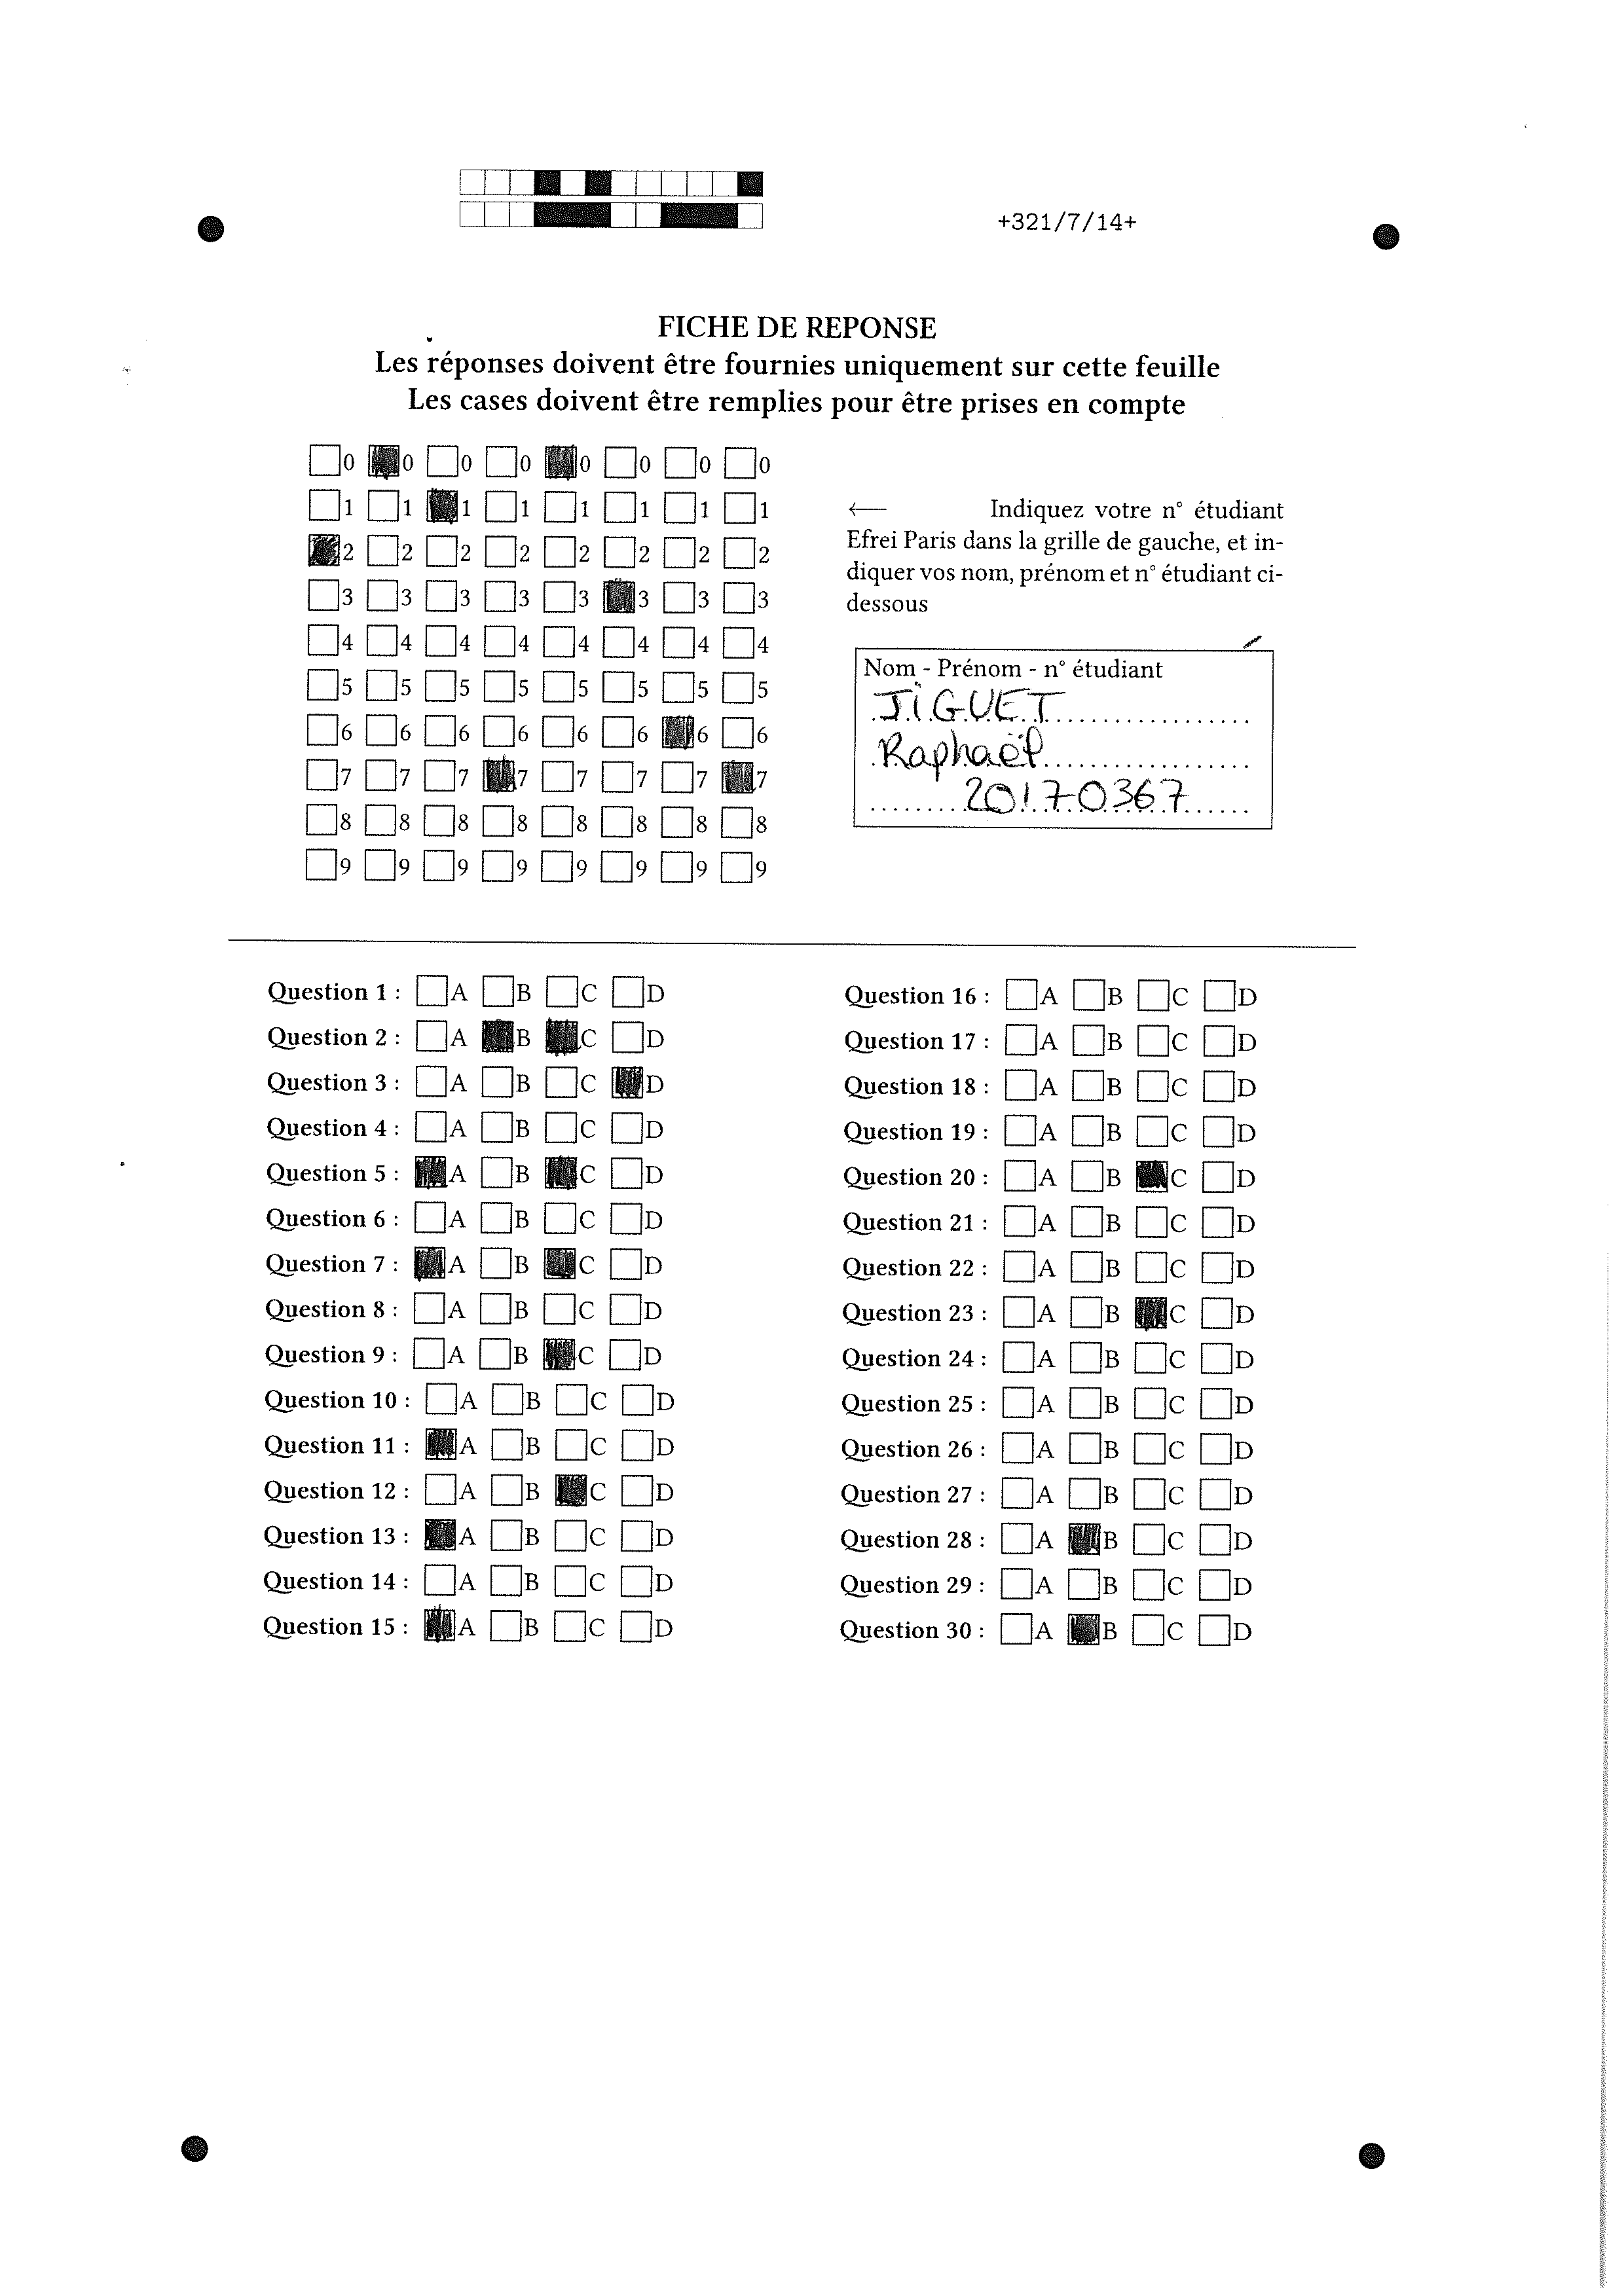 +321/7/14+
FICHE DE REPONSE
Les réponses doivent être fournies uniquement sur cette feuille
Les cases doivent être remplies pour être prises en compte
0 0 0 0 0 0 0 0
1 1 1 1 1 1 1 1
2 2 2 2 2 2 2 2
3 3 3 3 3 3 3 3
4 4 4 4 4 4 4 4
5 5 5 5 5 5 5 5
6 6 6 6 6 6 6 6
7 7 7 7 7 7 7 7
8 8 8 8 8 8 8 8
9 9 9 9 9 9 9 9
← Indiquez votre n° étudiant
Efrei Paris dans la grille de gauche, et in-
diquer vos nom, prénom et n° étudiant ci-
dessous
Nom - Prénom - n° étudiant
JIGUET
Raphaël
20170367
Question 1 : A B C D
Question 2 : A B C D
Question 3 : A B C D
Question 4 : A B C D
Question 5 : A B C D
Question 6 : A B C D
Question 7 : A B C D
Question 8 : A B C D
Question 9 : A B C D
Question 10 : A B C D
Question 11 : A B C D
Question 12 : A B C D
Question 13 : A B C D
Question 14 : A B C D
Question 15 : A B C D
Question 16 : A B C D
Question 17 : A B C D
Question 18 : A B C D
Question 19 : A B C D
Question 20 : A B C D
Question 21 : A B C D
Question 22 : A B C D
Question 23 : A B C D
Question 24 : A B C D
Question 25 : A B C D
Question 26 : A B C D
Question 27 : A B C D
Question 28 : A B C D
Question 29 : A B C D
Question 30 : A B C D